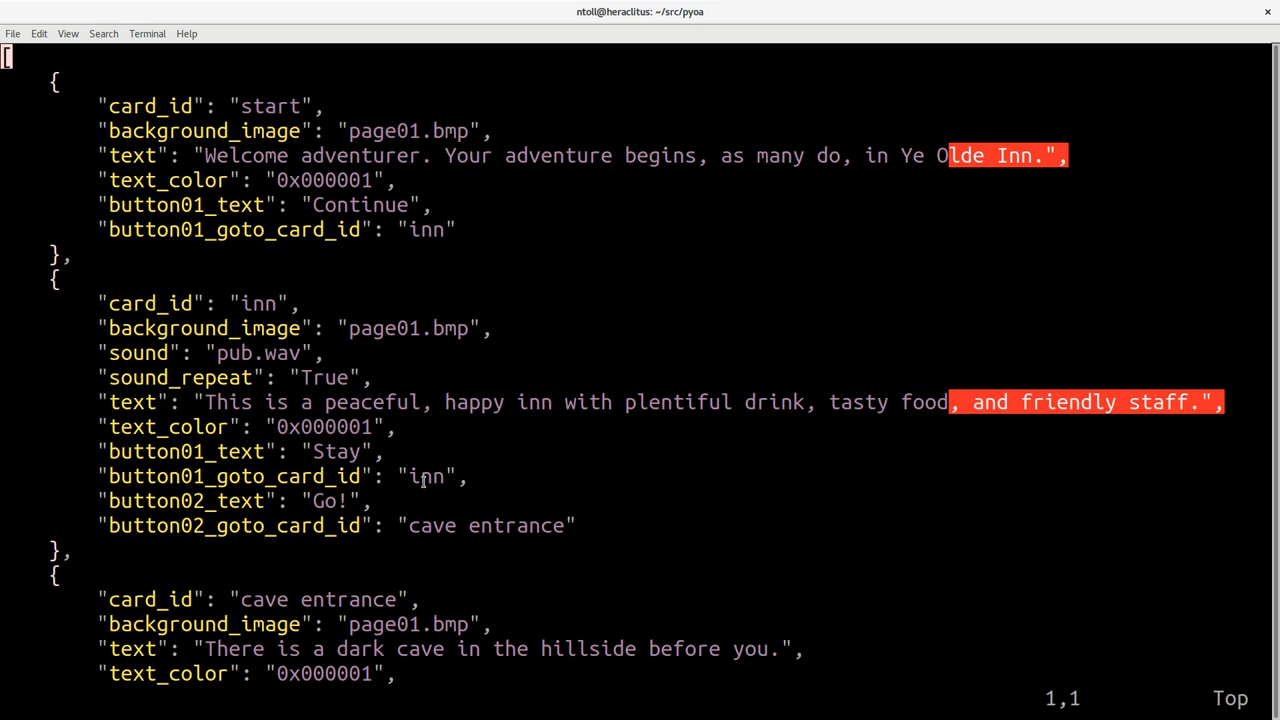 ntoll@heraclitus: ~/src/pyoa
×
File Edit View Search Terminal Help
[
    {
        "card_id": "start",
        "background_image": "page01.bmp",
        "text": "Welcome adventurer. Your adventure begins, as many do, in Ye Olde Inn.",
        "text_color": "0x000001",
        "button01_text": "Continue",
        "button01_goto_card_id": "inn"
    },
    {
        "card_id": "inn",
        "background_image": "page01.bmp",
        "sound": "pub.wav",
        "sound_repeat": "True",
        "text": "This is a peaceful, happy inn with plentiful drink, tasty food, and friendly staff.",
        "text_color": "0x000001",
        "button01_text": "Stay",
        "button01_goto_card_id": "inn",
        "button02_text": "Go!",
        "button02_goto_card_id": "cave entrance"
    },
    {
        "card_id": "cave entrance",
        "background_image": "page01.bmp",
        "text": "There is a dark cave in the hillside before you.",
        "text_color": "0x000001",
1,1 Top